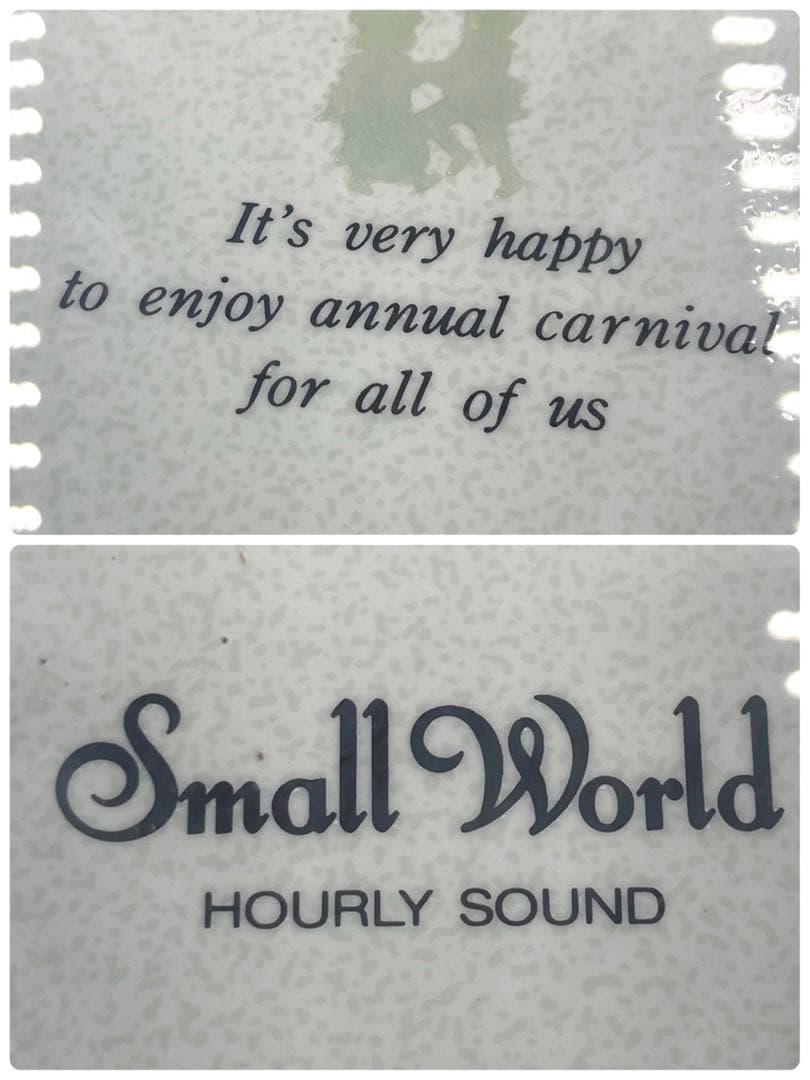 It's very happy
to enjoy annual carnival
for all of us
Small World
HOURLY SOUND